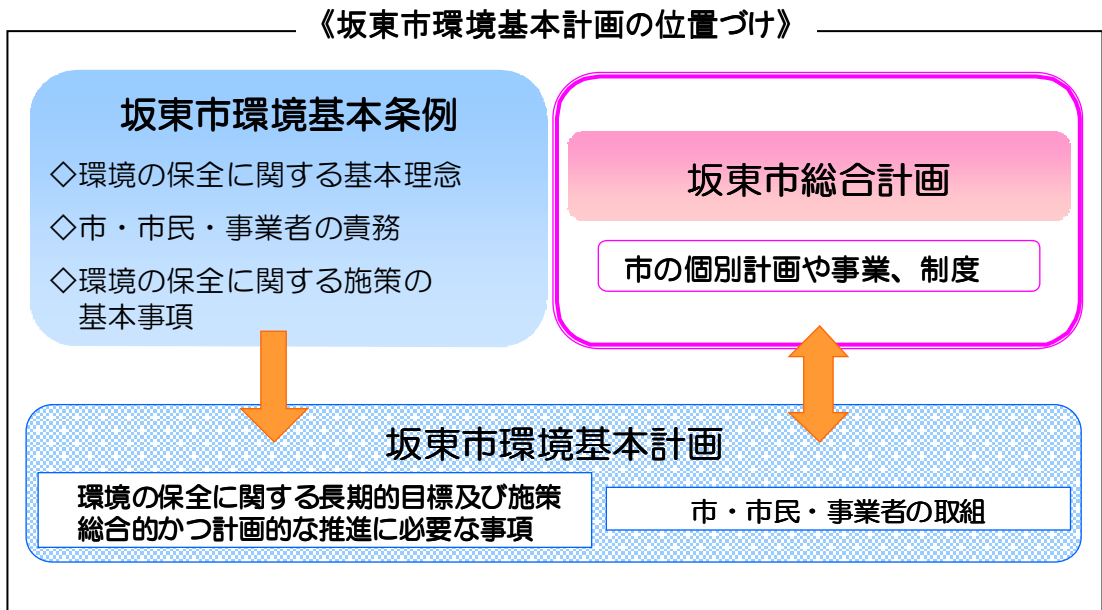 《坂東市環境基本計画の位置づけ》
坂東市環境基本条例
◇環境の保全に関する基本理念
◇市・市民・事業者の責務
◇環境の保全に関する施策の
基本事項
坂東市総合計画
市の個別計画や事業、制度
坂東市環境基本計画
環境の保全に関する長期的目標及び施策
総合的かつ計画的な推進に必要な事項
市・市民・事業者の取組